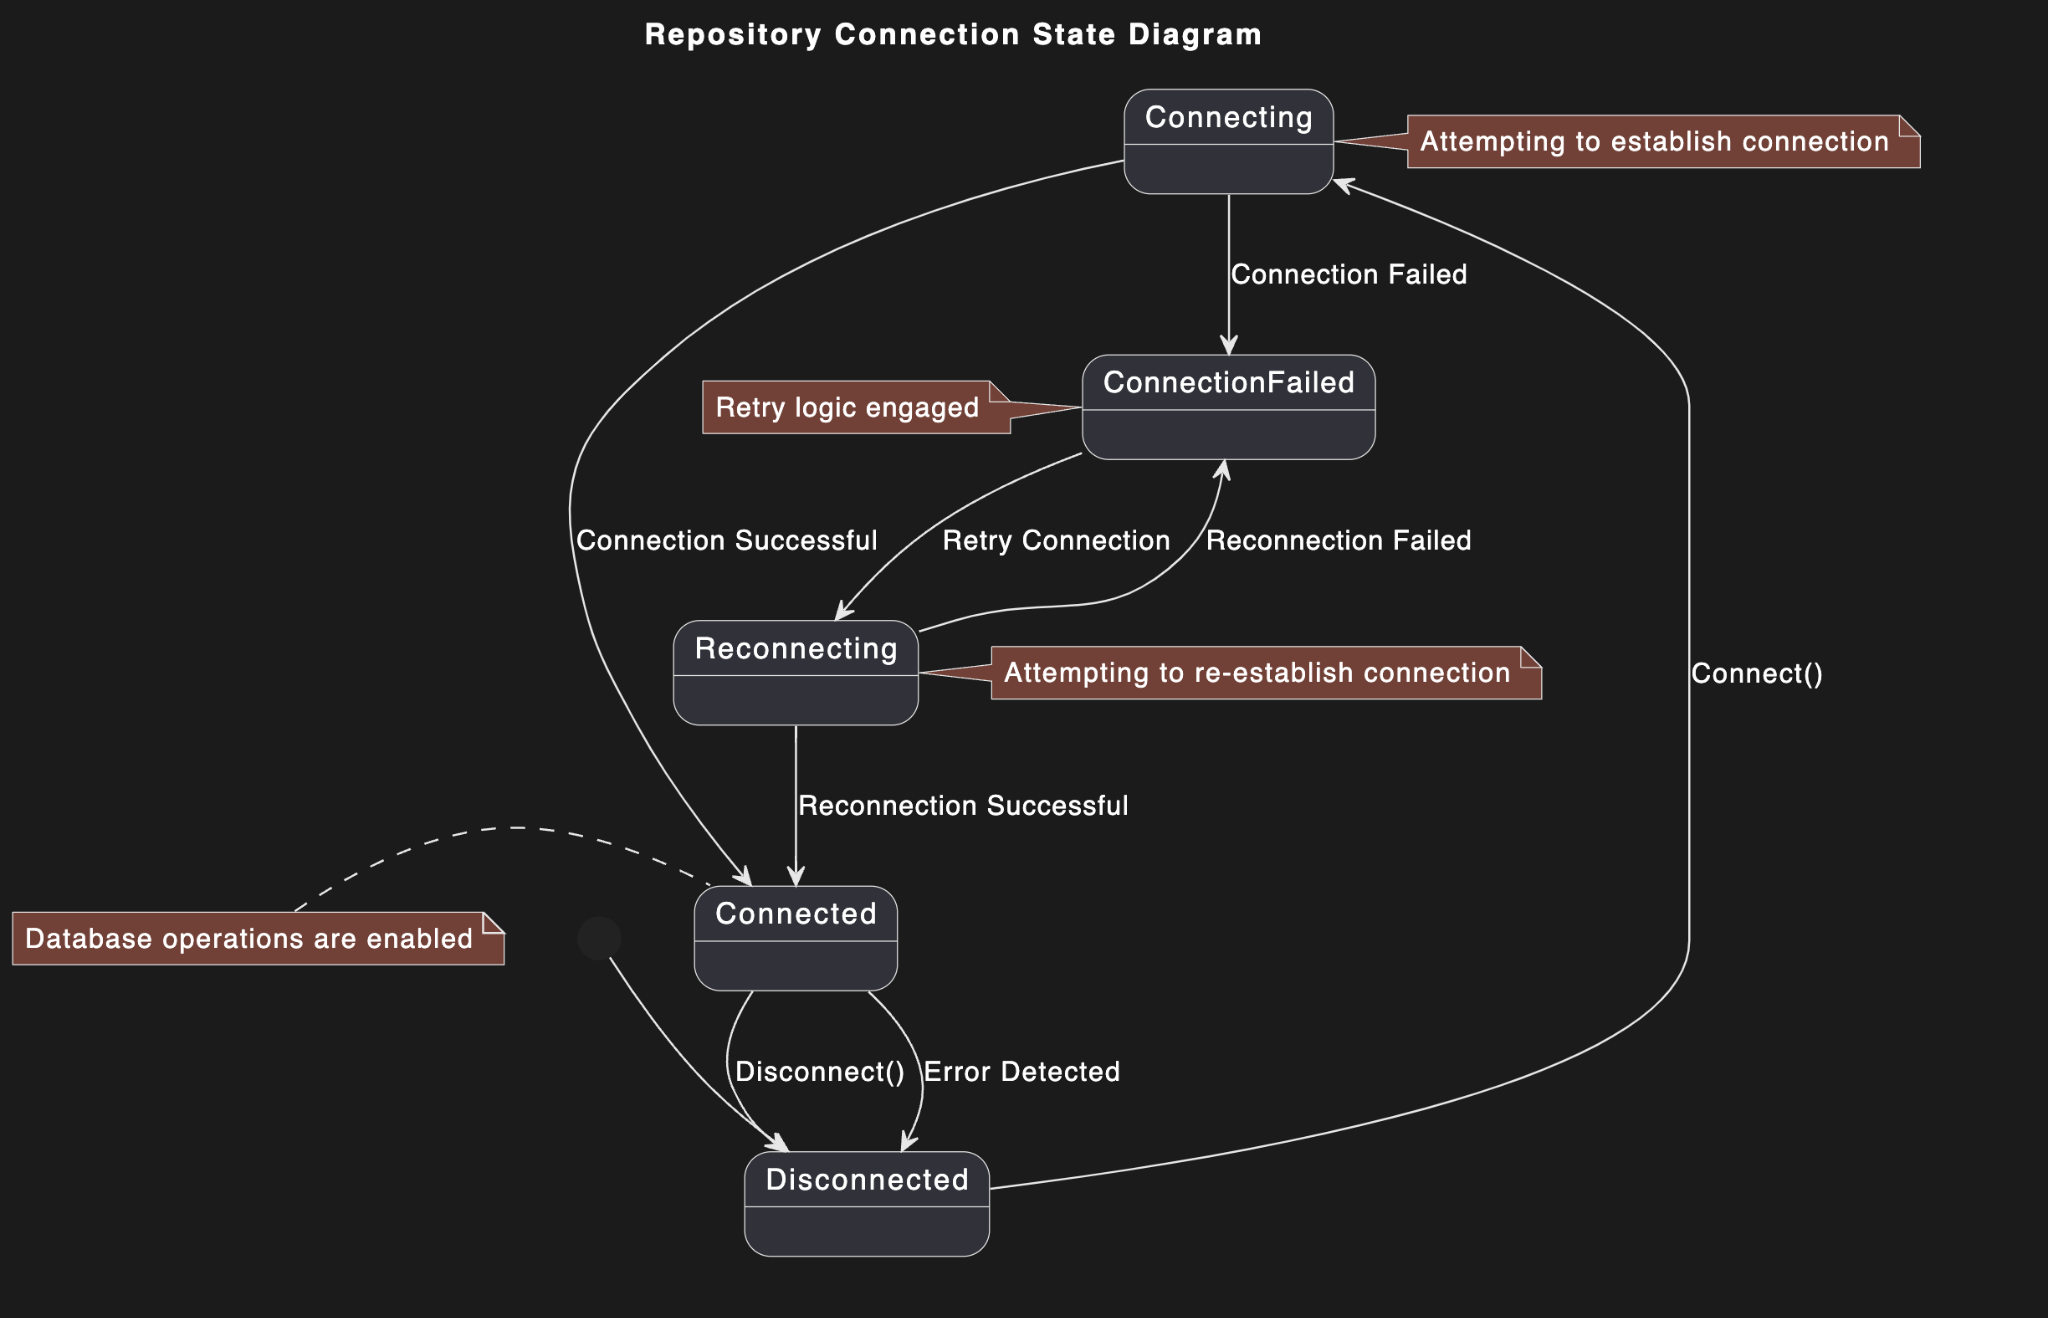 Repository Connection State Diagram
Connecting
Attempting to establish connection
Connection Failed
ConnectionFailed
Retry logic engaged
Connection Successful
Retry Connection
Reconnection Failed
Reconnecting
Attempting to re-establish connection
Connect()
Reconnection Successful
Connected
Database operations are enabled
Disconnect()
Error Detected
Disconnected